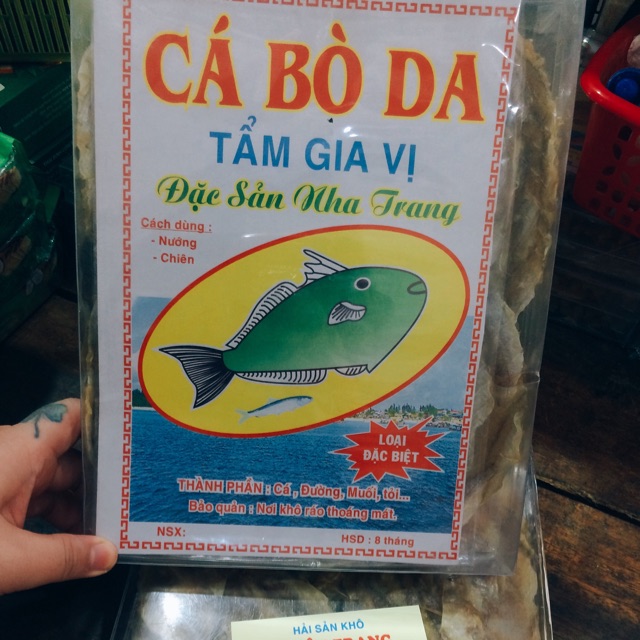 CÁ BÒ DA
TẨM GIA VỊ
Đặc Sản Nha Trang
Cách dùng :
- Nướng
- Chiên
LOẠI
ĐẶC BIỆT
THÀNH PHẦN : Cá , Đường, Muối, tỏi...
Bảo quản : Nơi khô ráo thoáng mát.
NSX:
HSD : 8 tháng
HẢI SẢN KHÔ
TRANG